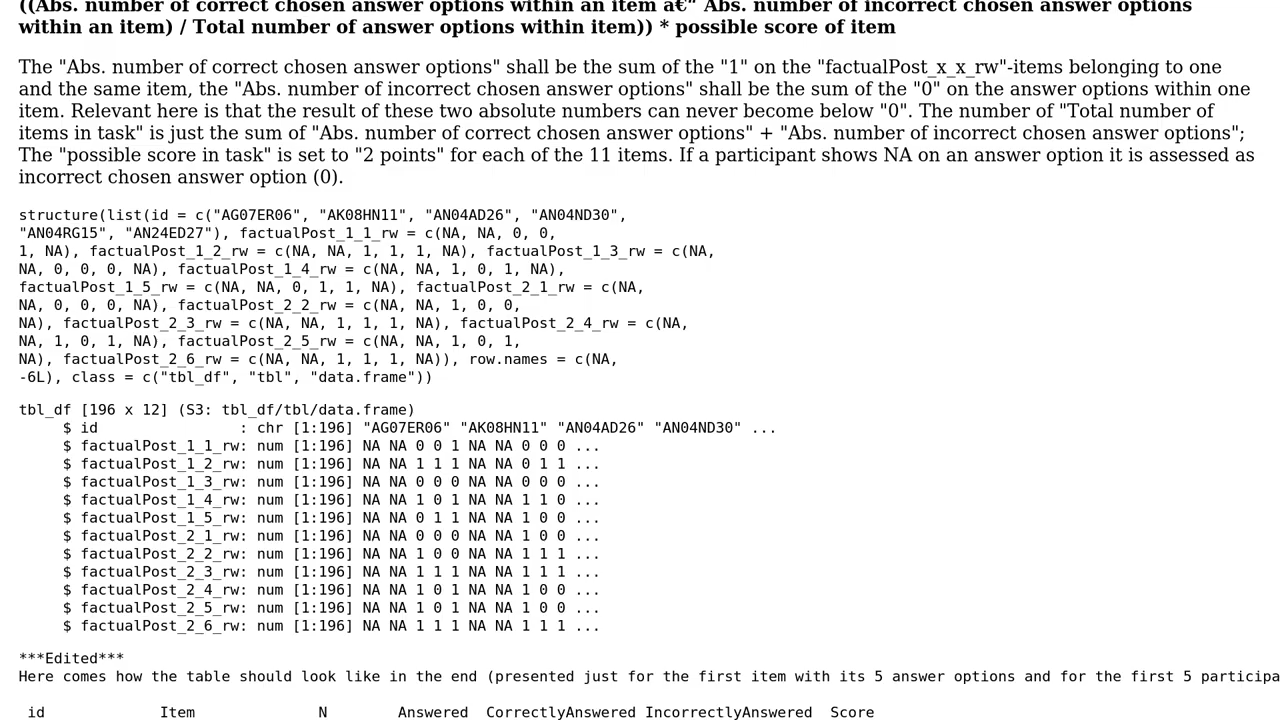 ((Abs. number of correct chosen answer options within an item â€“ Abs. number of incorrect chosen answer options
within an item) / Total number of answer options within item)) * possible score of item
The "Abs. number of correct chosen answer options" shall be the sum of the "1" on the "factualPost_x_x_rw"-items belonging to one
and the same item, the "Abs. number of incorrect chosen answer options" shall be the sum of the "0" on the answer options within one
item. Relevant here is that the result of these two absolute numbers can never become below "0". The number of "Total number of
items in task" is just the sum of "Abs. number of correct chosen answer options" + "Abs. number of incorrect chosen answer options";
The "possible score in task" is set to "2 points" for each of the 11 items. If a participant shows NA on an answer option it is assessed as
incorrect chosen answer option (0).
structure(list(id = c("AG07ER06", "AK08HN11", "AN04AD26", "AN04ND30",
"AN04RG15", "AN24ED27"), factualPost_1_1_rw = c(NA, NA, 0, 0,
1, NA), factualPost_1_2_rw = c(NA, NA, 1, 1, 1, NA), factualPost_1_3_rw = c(NA,
NA, 0, 0, 0, NA), factualPost_1_4_rw = c(NA, NA, 1, 0, 1, NA),
factualPost_1_5_rw = c(NA, NA, 0, 1, 1, NA), factualPost_2_1_rw = c(NA,
NA, 0, 0, 0, NA), factualPost_2_2_rw = c(NA, NA, 1, 0, 0,
NA), factualPost_2_3_rw = c(NA, NA, 1, 1, 1, NA), factualPost_2_4_rw = c(NA,
NA, 1, 0, 1, NA), factualPost_2_5_rw = c(NA, NA, 1, 0, 1,
NA), factualPost_2_6_rw = c(NA, NA, 1, 1, 1, NA)), row.names = c(NA,
-6L), class = c("tbl_df", "tbl", "data.frame"))
tbl_df [196 x 12] (S3: tbl_df/tbl/data.frame)
$ id : chr [1:196] "AG07ER06" "AK08HN11" "AN04AD26" "AN04ND30" ...
$ factualPost_1_1_rw: num [1:196] NA NA 0 0 1 NA NA 0 0 0 ...
$ factualPost_1_2_rw: num [1:196] NA NA 1 1 1 NA NA 0 1 1 ...
$ factualPost_1_3_rw: num [1:196] NA NA 0 0 0 NA NA 0 0 0 ...
$ factualPost_1_4_rw: num [1:196] NA NA 1 0 1 NA NA 1 1 0 ...
$ factualPost_1_5_rw: num [1:196] NA NA 0 1 1 NA NA 1 0 0 ...
$ factualPost_2_1_rw: num [1:196] NA NA 0 0 0 NA NA 1 0 0 ...
$ factualPost_2_2_rw: num [1:196] NA NA 1 0 0 NA NA 1 1 1 ...
$ factualPost_2_3_rw: num [1:196] NA NA 1 1 1 NA NA 1 1 1 ...
$ factualPost_2_4_rw: num [1:196] NA NA 1 0 1 NA NA 1 0 0 ...
$ factualPost_2_5_rw: num [1:196] NA NA 1 0 1 NA NA 1 0 0 ...
$ factualPost_2_6_rw: num [1:196] NA NA 1 1 1 NA NA 1 1 1 ...
***Edited***
Here comes how the table should look like in the end (presented just for the first item with its 5 answer options and for the first 5 participa
id Item N Answered CorrectlyAnswered IncorrectlyAnswered Score